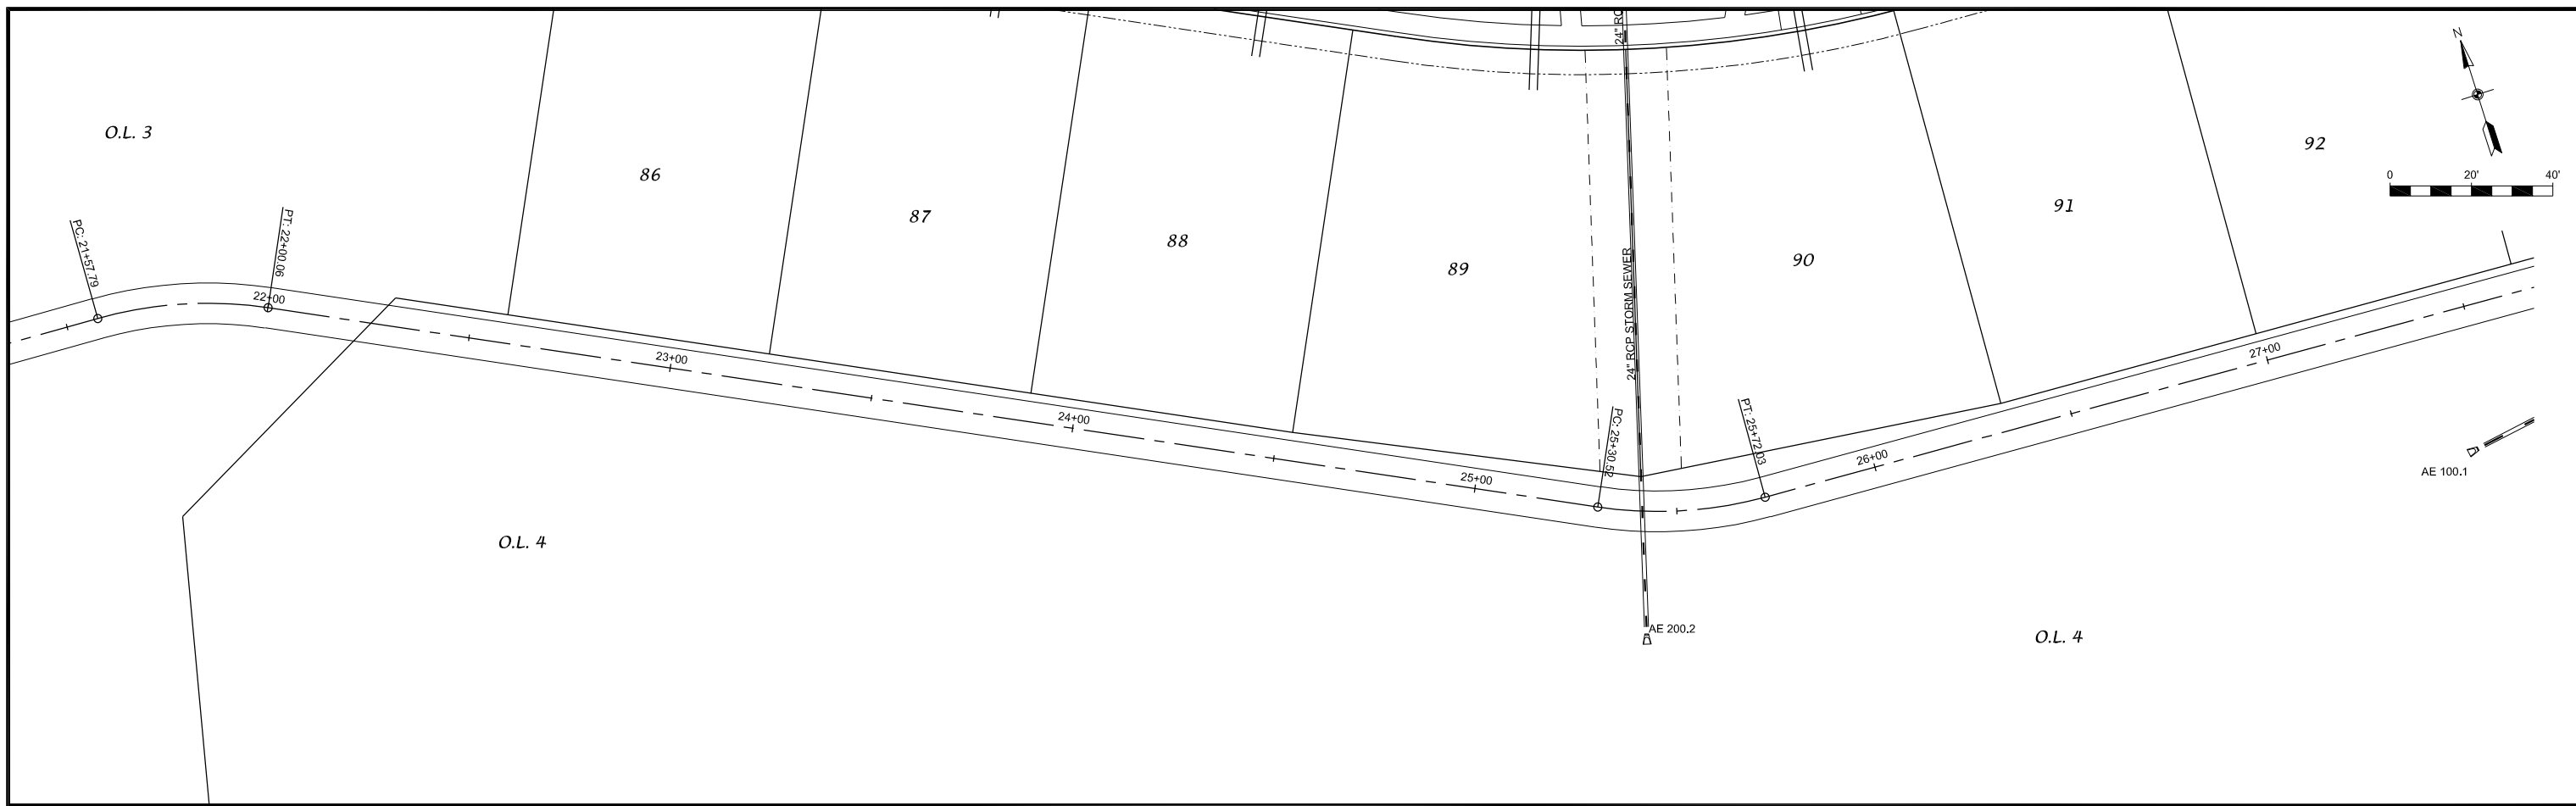 24" RC
N
O.L. 3
92
86
0 20' 40'
91
87
PC: 21+57.79
PT: 22+00.06
88
90
89
22+00
24" RCP STORM SEWER
27+00
23+00
24+00
PC: 25+30.52
PT: 25+72.03
26+00
AE 100.1
25+00
O.L. 4
AE 200.2
O.L. 4